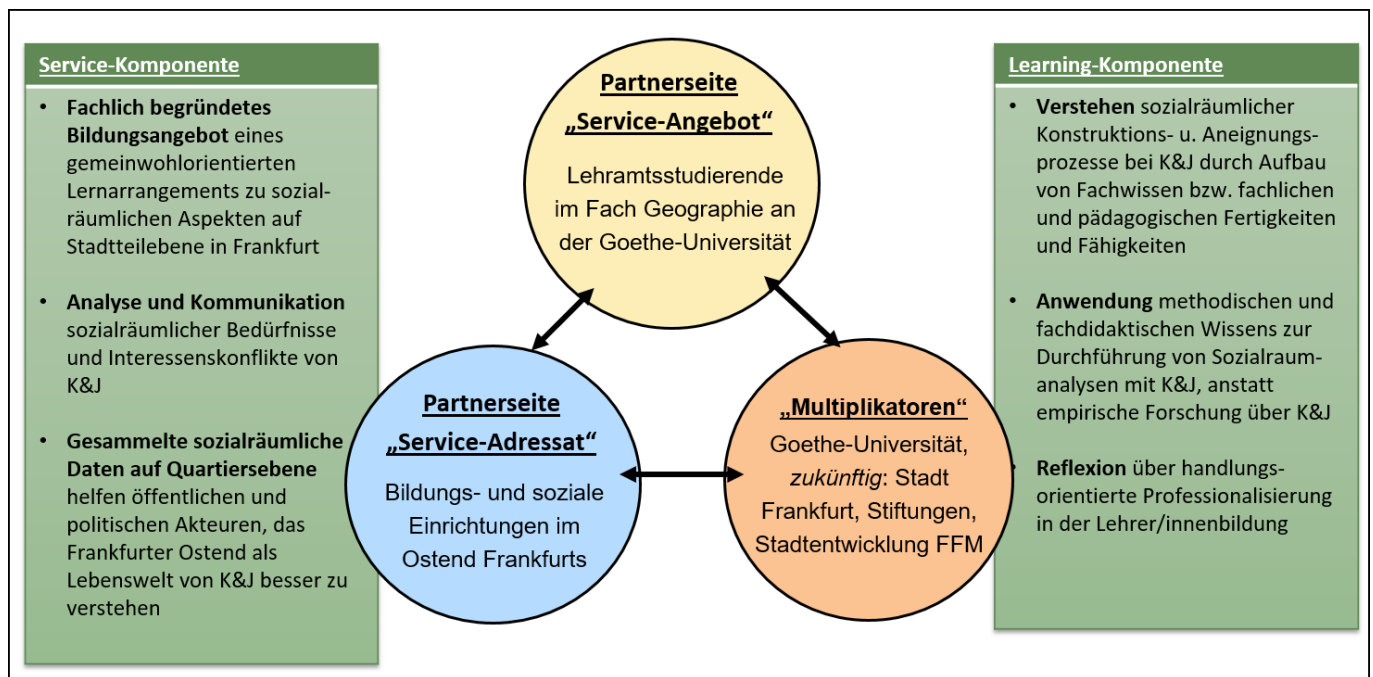 Service-Komponente
• Fachlich begründetes
Bildungsangebot eines
gemeinwohlorientierten
Lernarrangements zu sozial-
räumlichen Aspekten auf
Stadtteilebene in Frankfurt
• Analyse und Kommunikation
sozialräumlicher Bedürfnisse
und Interessenskonflikte von
K&J
• Gesammelte sozialräumliche
Daten auf Quartiersebene
helfen öffentlichen und
politischen Akteuren, das
Frankfurter Ostend als
Lebenswelt von K&J besser zu
verstehen
Partnerseite
„Service-Angebot“
Lehramtsstudierende
im Fach Geographie an
der Goethe-Universität
Partnerseite
„Service-Adressat“
Bildungs- und soziale
Einrichtungen im
Ostend Frankfurts
„Multiplikatoren“
Goethe-Universität,
zukünftig: Stadt
Frankfurt, Stiftungen,
Stadtentwicklung FFM
Learning-Komponente
• Verstehen sozialräumlicher
Konstruktions- u. Aneignungs-
prozesse bei K&J durch Aufbau
von Fachwissen bzw. fachlichen
und pädagogischen Fertigkeiten
und Fähigkeiten
• Anwendung methodischen und
fachdidaktischen Wissens zur
Durchführung von Sozialraum-
analysen mit K&J, anstatt
empirische Forschung über K&J
• Reflexion über handlungs-
orientierte Professionalisierung
in der Lehrer/innenbildung